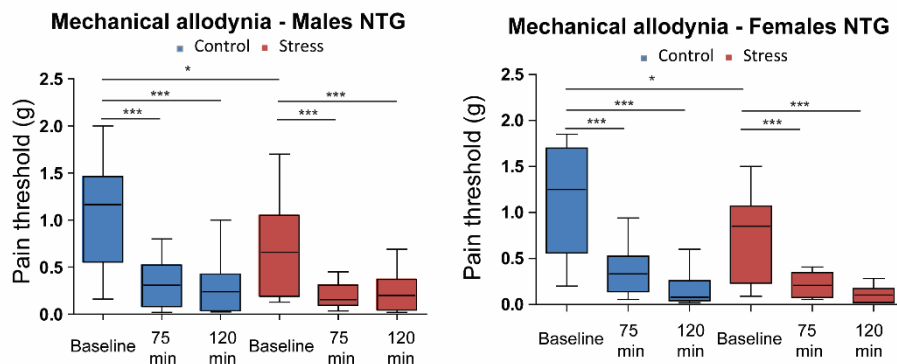 Mechanical allodynia - Males NTG
Control Stress
*
***
***
***
***
Pain threshold (g)
2.5
2.0
1.5
1.0
0.5
0.0
Baseline 75 min 120 min Baseline 75 min 120 min
Mechanical allodynia - Females NTG
Control Stress
*
***
***
***
***
Pain threshold (g)
2.5
2.0
1.5
1.0
0.5
0.0
Baseline 75 min 120 min Baseline 75 min 120 min